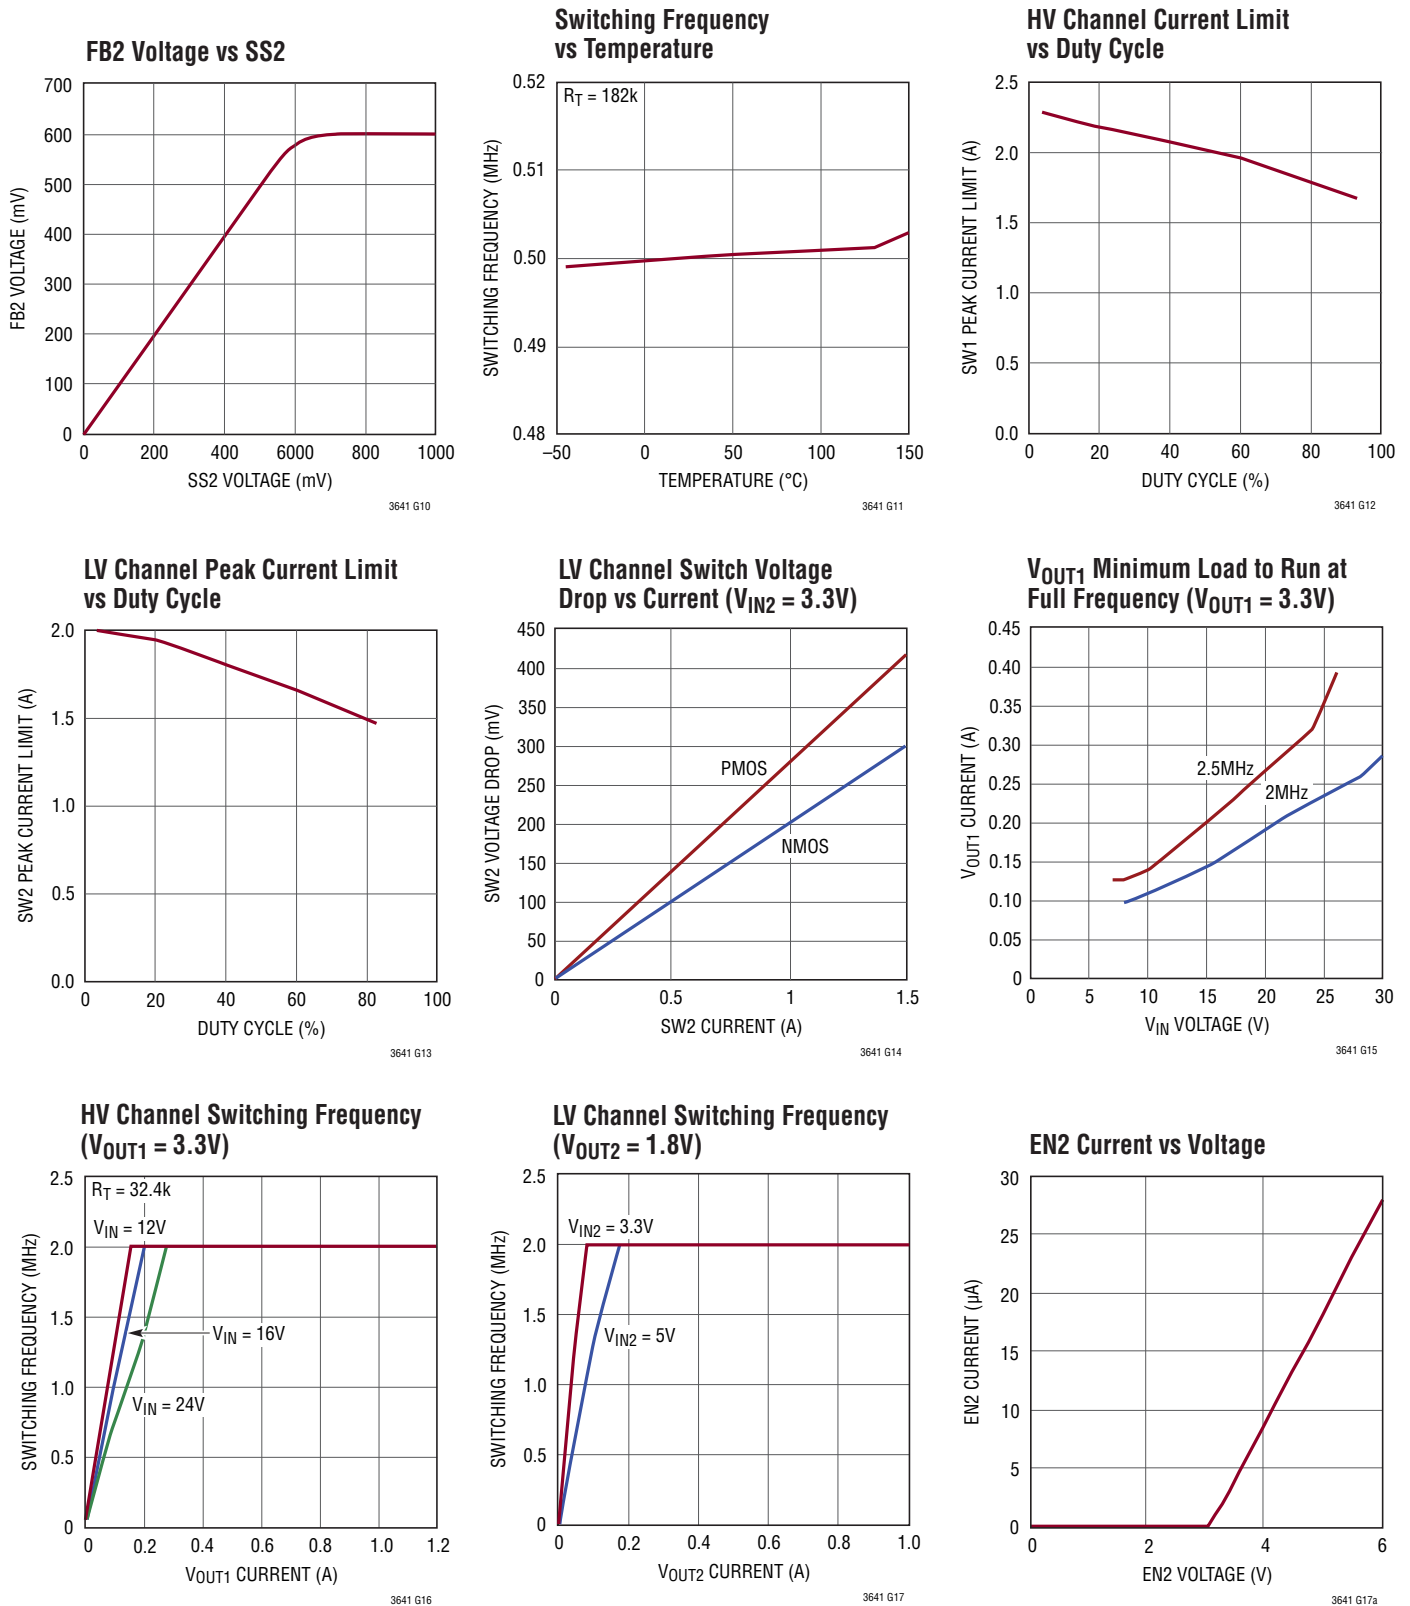 FB2 Voltage vs SS2
700
600
500
400
300
200
100
0
FB2 VOLTAGE (mV)
0 200 400 6000 800 1000
SS2 VOLTAGE (mV)
3641 G10
Switching Frequency
vs Temperature
0.52
0.51
0.50
0.49
0.48
SWITCHING FREQUENCY (MHz)
RT = 182k
–50 0 50 100 150
TEMPERATURE (°C)
3641 G11
HV Channel Current Limit
vs Duty Cycle
2.5
2.0
1.5
1.0
0.5
0.0
SW1 PEAK CURRENT LIMIT (A)
0 20 40 60 80 100
DUTY CYCLE (%)
3641 G12
LV Channel Peak Current Limit
vs Duty Cycle
2.0
1.5
1.0
0.5
0.0
SW2 PEAK CURRENT LIMIT (A)
0 20 40 60 80 100
DUTY CYCLE (%)
3641 G13
LV Channel Switch Voltage
Drop vs Current (VIN2 = 3.3V)
450
400
350
300
250
200
150
100
50
0
SW2 VOLTAGE DROP (mV)
PMOS
NMOS
0 0.5 1 1.5
SW2 CURRENT (A)
3641 G14
VOUT1 Minimum Load to Run at
Full Frequency (VOUT1 = 3.3V)
0.45
0.40
0.35
0.30
0.25
0.20
0.15
0.10
0.05
0
VOUT1 CURRENT (A)
2.5MHz
2MHz
0 5 10 15 20 25 30
VIN VOLTAGE (V)
3641 G15
HV Channel Switching Frequency
(VOUT1 = 3.3V)
2.5
2.0
1.5
1.0
0.5
0
SWITCHING FREQUENCY (MHz)
RT = 32.4k
VIN = 12V
VIN = 16V
VIN = 24V
0 0.2 0.4 0.6 0.8 1.0 1.2
VOUT1 CURRENT (A)
3641 G16
LV Channel Switching Frequency
(VOUT2 = 1.8V)
2.5
2.0
1.5
1.0
0.5
0
SWITCHING FREQUENCY (MHz)
VIN2 = 3.3V
VIN2 = 5V
0 0.2 0.4 0.6 0.8 1.0
VOUT2 CURRENT (A)
3641 G17
EN2 Current vs Voltage
30
25
20
15
10
5
0
EN2 CURRENT (µA)
0 2 4 6
EN2 VOLTAGE (V)
3641 G17a